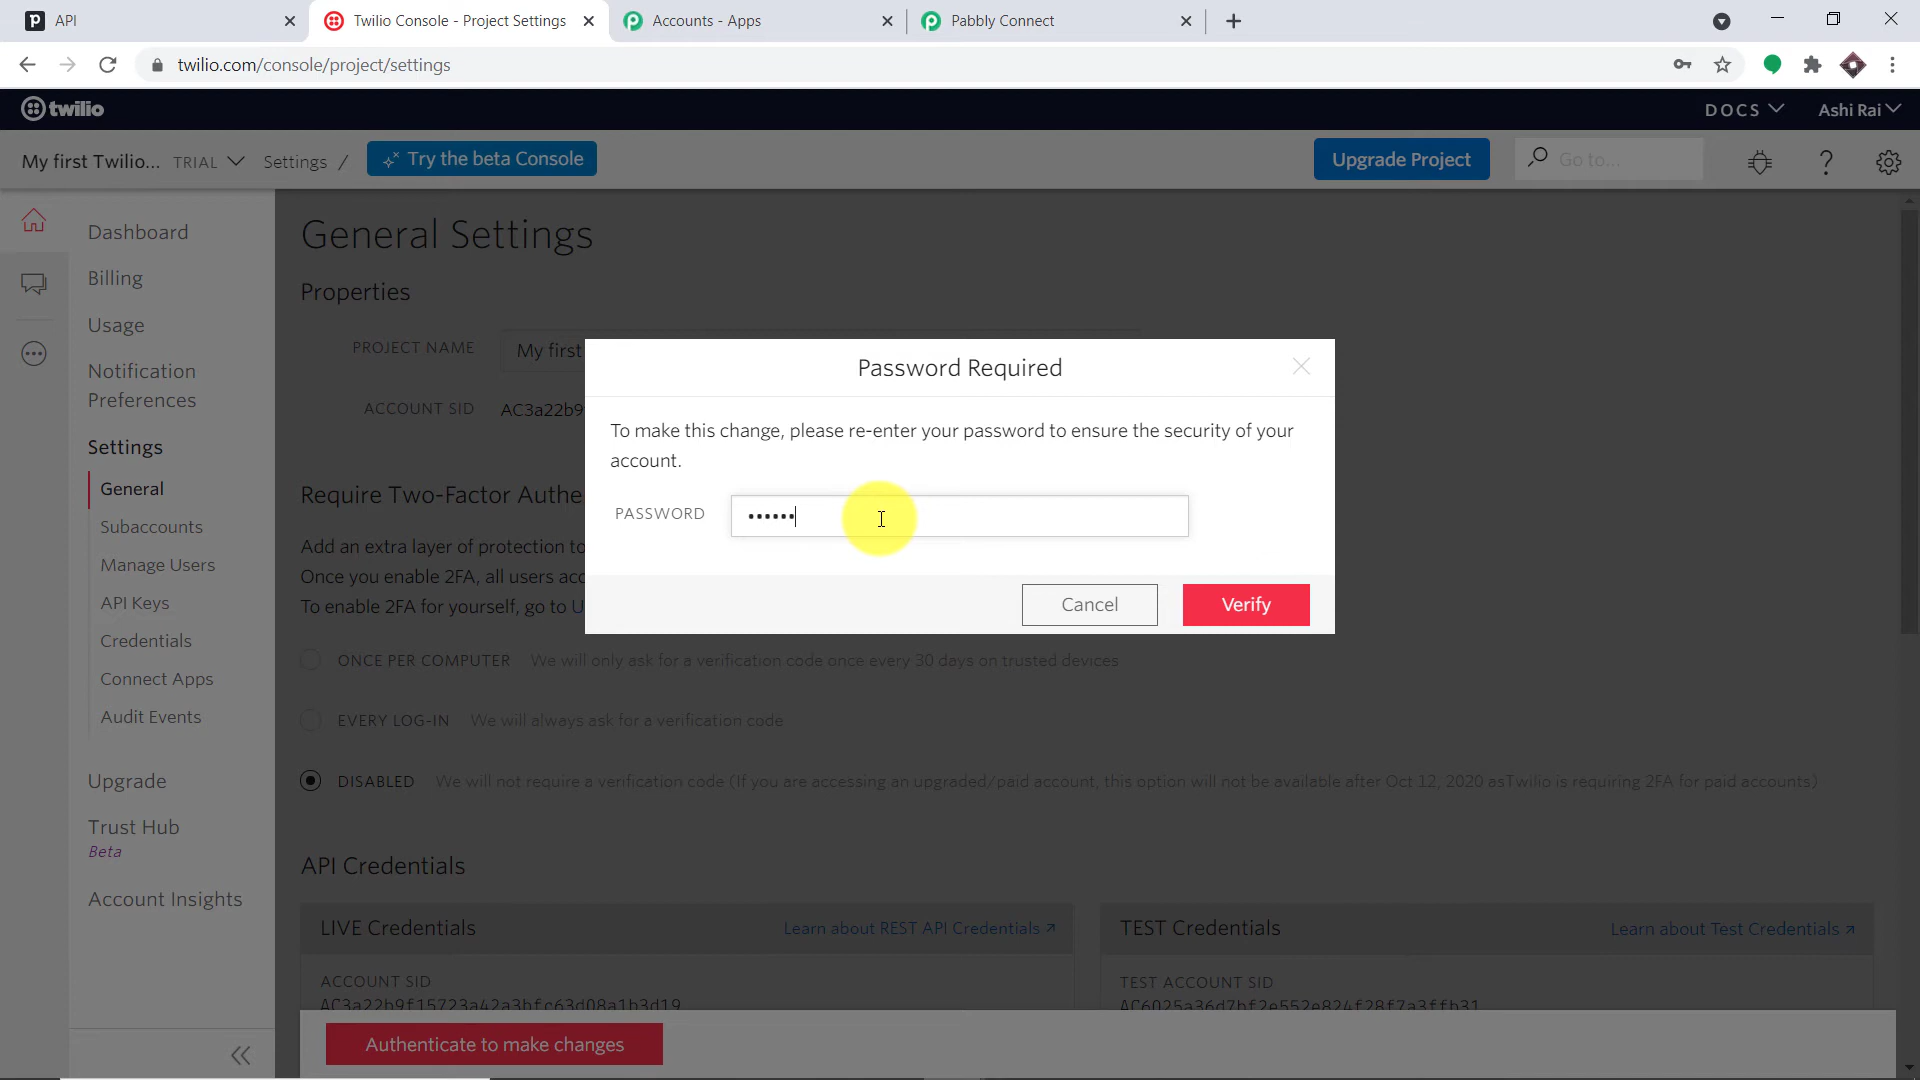 API
Twilio Console - Project Settings
Accounts - Apps
Pabbly Connect
twilio.com/console/project/settings
twilio
DOCS
Ashi Rai
My first Twilio... TRIAL
Settings /
Try the beta Console
Upgrade Project
Go to...
Dashboard
Billing
Usage
Notification
Preferences
Settings
General
Subaccounts
Manage Users
API Keys
Credentials
Connect Apps
Audit Events
Upgrade
Trust Hub
Beta
Account Insights
General Settings
Properties
PROJECT NAME My first
ACCOUNT SID AC3a22b9
Require Two-Factor Authe
Add an extra layer of protection to
Once you enable 2FA, all users acc
To enable 2FA for yourself, go to U
Password Required
To make this change, please re-enter your password to ensure the security of your
account.
PASSWORD ••••••
Cancel
Verify
ONCE PER COMPUTER We will only ask for a verification code once every 30 days on trusted devices
EVERY LOG-IN We will always ask for a verification code
DISABLED We will not require a verification code (If you are accessing an upgraded/paid account, this option will not be available after Oct 12, 2020 asTwilio is requiring 2FA for paid accounts)
API Credentials
LIVE Credentials
Learn about REST API Credentials
ACCOUNT SID
AC3a22b9f15723a42a3bfc63d08a1b3d19
TEST Credentials
Learn about Test Credentials
TEST ACCOUNT SID
AC6025a36d7bf2e552e824f28f7a3ffb31
Authenticate to make changes